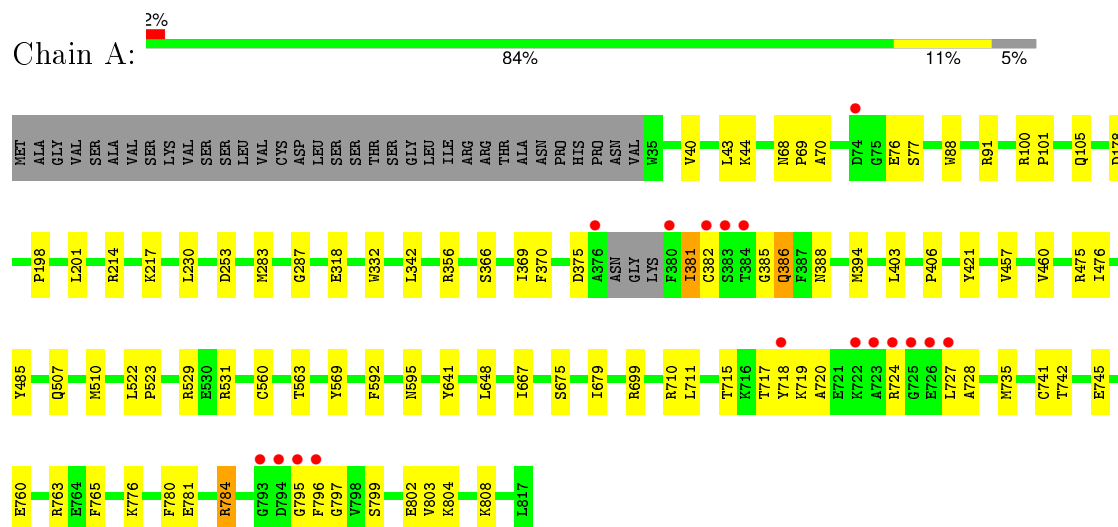 2%
Chain A:
84% 11% 5%
MET ALA GLY VAL SER ALA VAL SER LYS VAL SER SER LEU VAL CYS ASP LEU SER SER THR SER GLY LEU ILE ARG ARG THR ALA ASN PRO HIS PRO ASN VAL W35 V40 L43 K44 N68 P69 A70 D74 G75 E76 S77 W88 R91 R100 P101 Q105 D178
P198 L201 R214 K217 L230 D253 M283 G287 E318 W332 L342 R356 S366 I369 F370 D375 A376 ASN GLY LYS F380 I381 C382 S383 T384 G385 Q386 F387 N388 M394 L403 P406 Y421 V457 V460 R475 I476
Y485 Q507 M510 L522 P523 R529 E530 R531 C560 T563 Y569 F592 N595 Y641 L648 I667 S675 I679 R699 R710 L711 T715 K716 T717 Y718 K719 A720 E721 K722 A723 R724 G725 E726 L727 A728 M735 C741 T742 E745
E760 R763 E764 F765 K776 F780 E781 R784 G793 D794 G795 F796 G797 V798 S799 E802 V803 K804 K808 L817